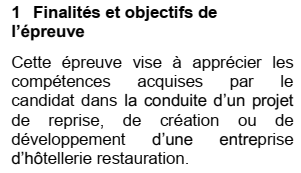 1 Finalités et objectifs de
l'épreuve
Cette épreuve vise à apprécier les
compétences acquises par le
candidat dans la conduite d'un projet
de reprise, de création ou de
développement d'une entreprise
d'hôtellerie restauration.